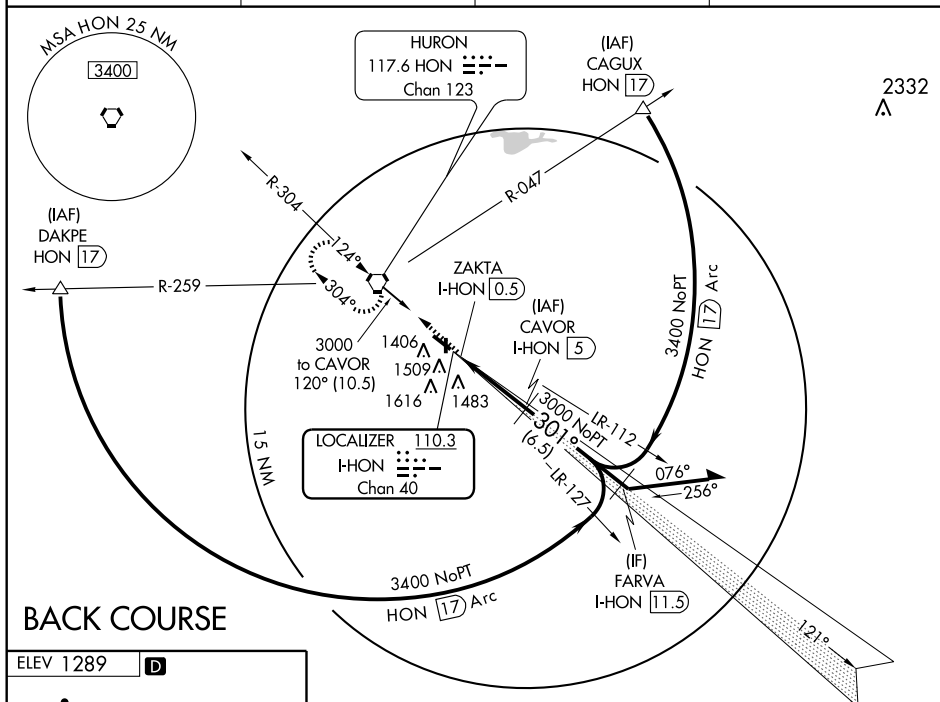 MSA HON 25 NM
3400
HURON
117.6 HON
Chan 123
(IAF)
CAGUX
HON 17
2332
R-304
R-047
(IAF)
DAKPE
HON 17
R-259
124°
304°
ZAKTA
I-HON 0.5
(IAF)
CAVOR
I-HON 5
3400 NoPT
HON 17 Arc
3000
to CAVOR
120° (10.5)
1406
1509
1616
1483
3000 NoPT
LR-112
301°
(6.5)
LR-127
LOCALIZER 110.3
I-HON
Chan 40
15 NM
076°
256°
(IF)
FARVA
I-HON 11.5
3400 NoPT
HON 17 Arc
121°
BACK COURSE
ELEV 1289 D